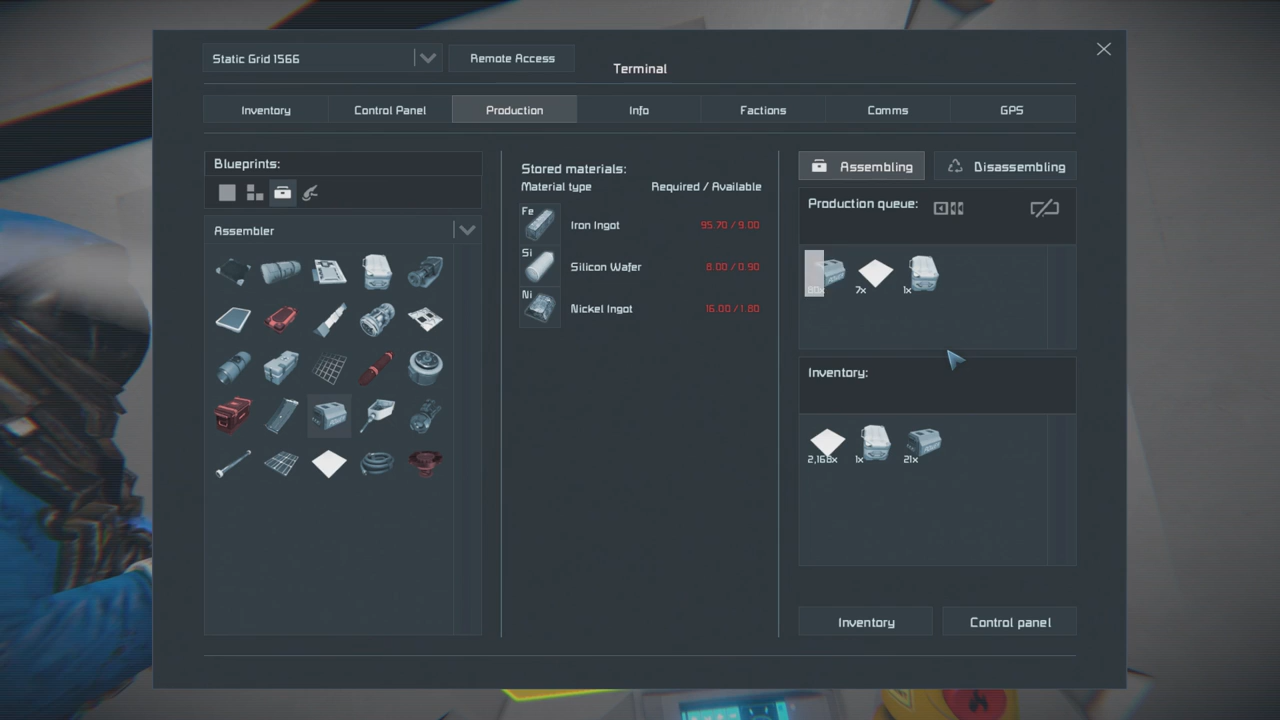 Static Grid 1566
Remote Access
Terminal
Inventory
Control Panel
Production
Info
Factions
Comms
GPS
Blueprints:
Assembler
Stored materials:
Material type
Required / Available
Fe
Iron Ingot
95.70 / 9.00
Si
Silicon Wafer
8.00 / 0.90
Ni
Nickel Ingot
16.00 / 1.80
Assembling
Disassembling
Production queue:
80x
7x
1x
Inventory:
2,168x
1x
21x
Inventory
Control panel